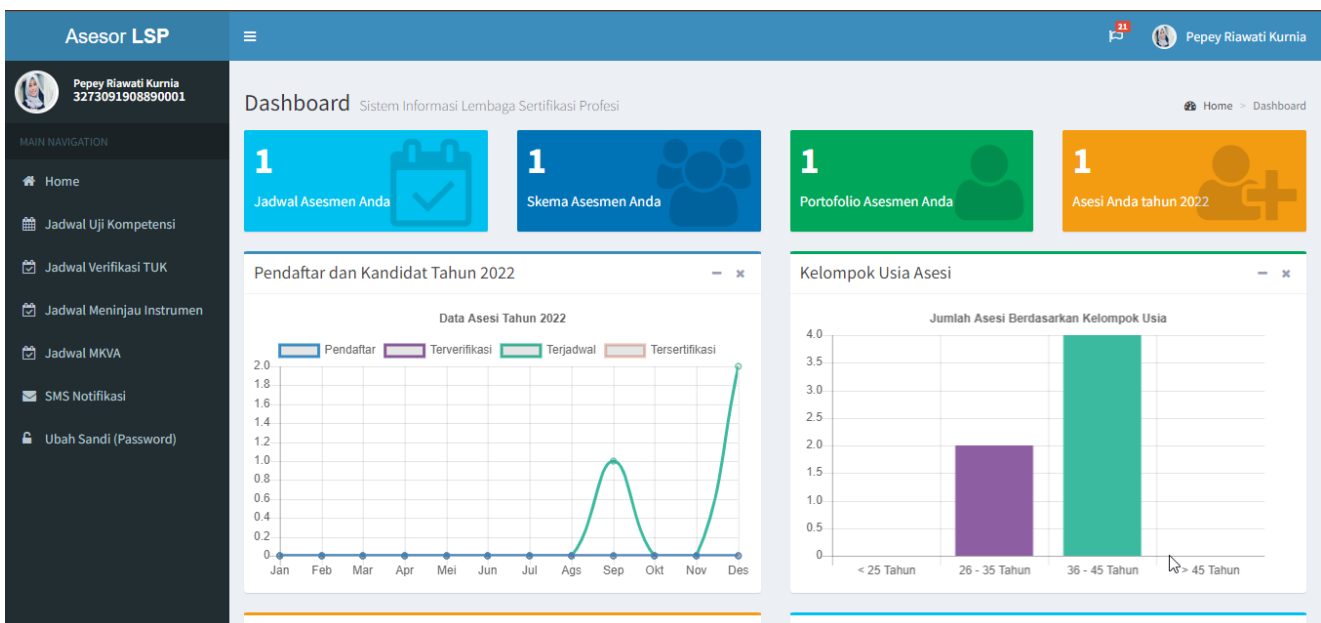 Asesor LSP
31
Pepey Riawati Kurnia
Pepey Riawati Kurnia
3273091908890001
MAIN NAVIGATION
Home
Jadwal Uji Kompetensi
Jadwal Verifikasi TUK
Jadwal Meninjau Instrumen
Jadwal MKVA
SMS Notifikasi
Ubah Sandi (Password)
Dashboard Sistem Informasi Lembaga Sertifikasi Profesi
Home > Dashboard
1
Jadwal Asesmen Anda
1
Skema Asesmen Anda
1
Portofolio Asesmen Anda
1
Asesi Anda tahun 2022
Pendaftar dan Kandidat Tahun 2022
Data Asesi Tahun 2022
Pendaftar Terverifikasi Terjadwal Tersertifikasi
2.0
1.8
1.6
1.4
1.2
1.0
0.8
0.6
0.4
0.2
0
Jan Feb Mar Apr Mei Jun Jul Ags Sep Okt Nov Des
Kelompok Usia Asesi
Jumlah Asesi Berdasarkan Kelompok Usia
4.0
3.5
3.0
2.5
2.0
1.5
1.0
0.5
0
< 25 Tahun 26 - 35 Tahun 36 - 45 Tahun > 45 Tahun